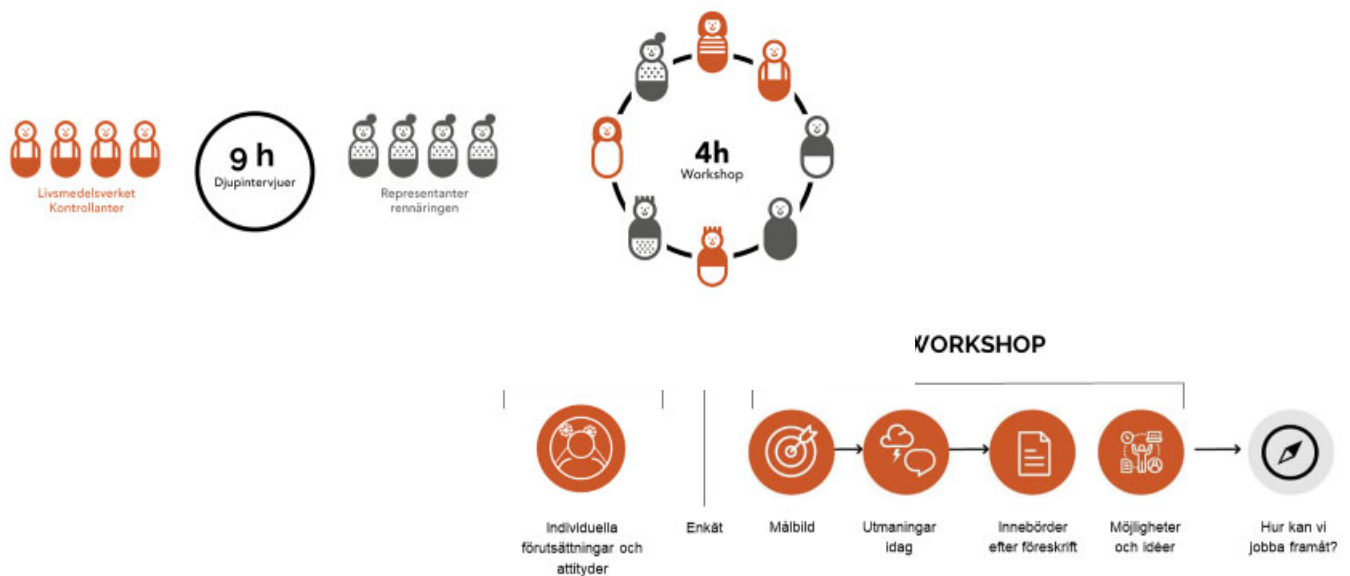 9 h
Djupintervjuer
Livsmedelsverket
Kontrollanter
Representanter
rennäringen
4h
Workshop
WORKSHOP
Individuella
förutsättningar och
attityder
Enkät
Målbild
Utmaningar
idag
Innebörder
efter föreskrift
Möjligheter
och idéer
Hur kan vi
jobba framåt?